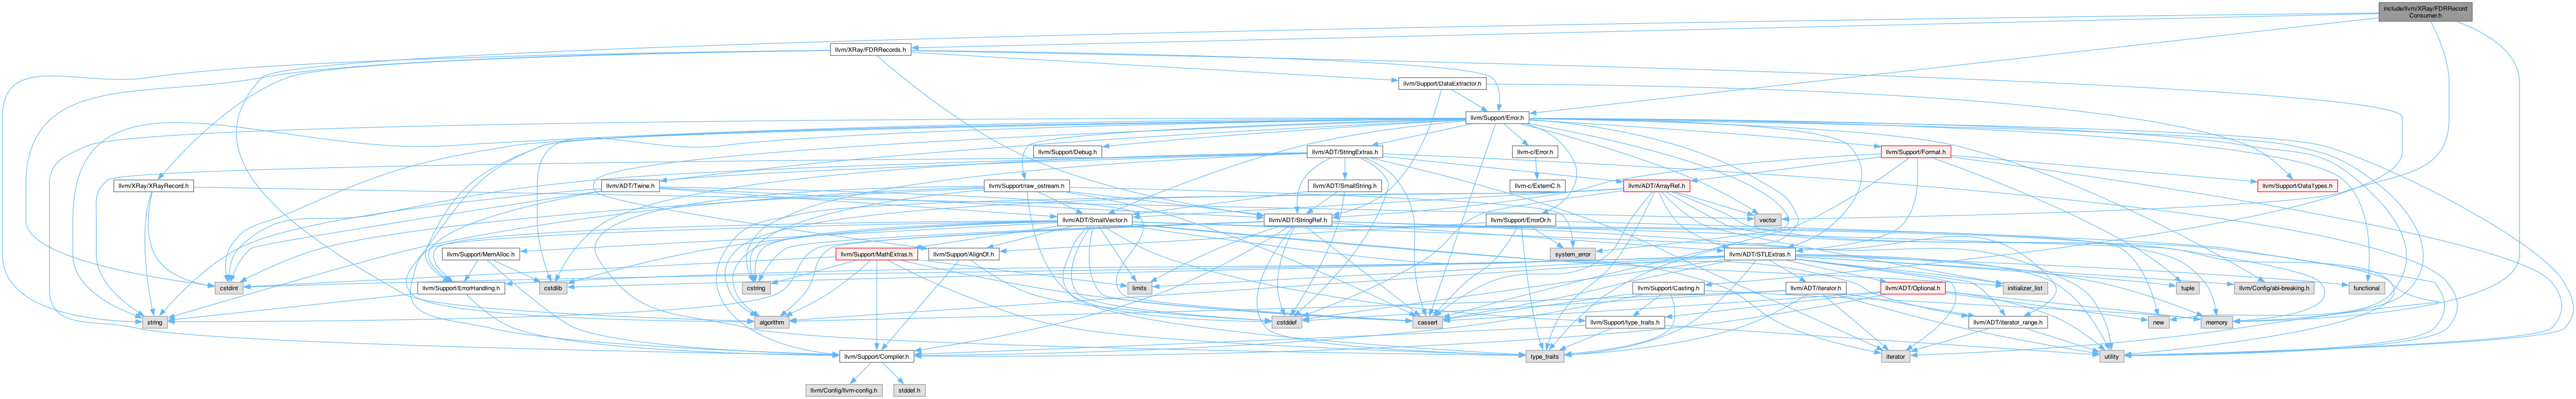 include/llvm/XRay/FDRRecord
Consumer.h
llvm/XRay/FDRRecords.h
llvm/Support/DataExtractor.h
llvm/Support/Error.h
llvm/Support/Debug.h
llvm/ADT/StringExtras.h
llvm-c/Error.h
llvm/Support/Format.h
llvm/XRay/XRayRecord.h
llvm/ADT/Twine.h
llvm/Support/raw_ostream.h
llvm/ADT/SmallString.h
llvm-c/ExternC.h
llvm/ADT/ArrayRef.h
llvm/Support/DataTypes.h
llvm/ADT/SmallVector.h
llvm/ADT/StringRef.h
llvm/Support/ErrorOr.h
vector
llvm/Support/MemAlloc.h
llvm/Support/MathExtras.h
llvm/Support/AlignOf.h
system_error
llvm/ADT/STLExtras.h
cstdint
llvm/Support/ErrorHandling.h
cstdlib
cstring
limits
llvm/Support/Casting.h
llvm/ADT/iterator.h
llvm/ADT/Optional.h
initializer_list
tuple
llvm/Config/abi-breaking.h
functional
string
algorithm
cstddef
cassert
llvm/Support/type_traits.h
llvm/ADT/iterator_range.h
new
memory
llvm/Support/Compiler.h
type_traits
iterator
utility
llvm/Config/llvm-config.h
stddef.h